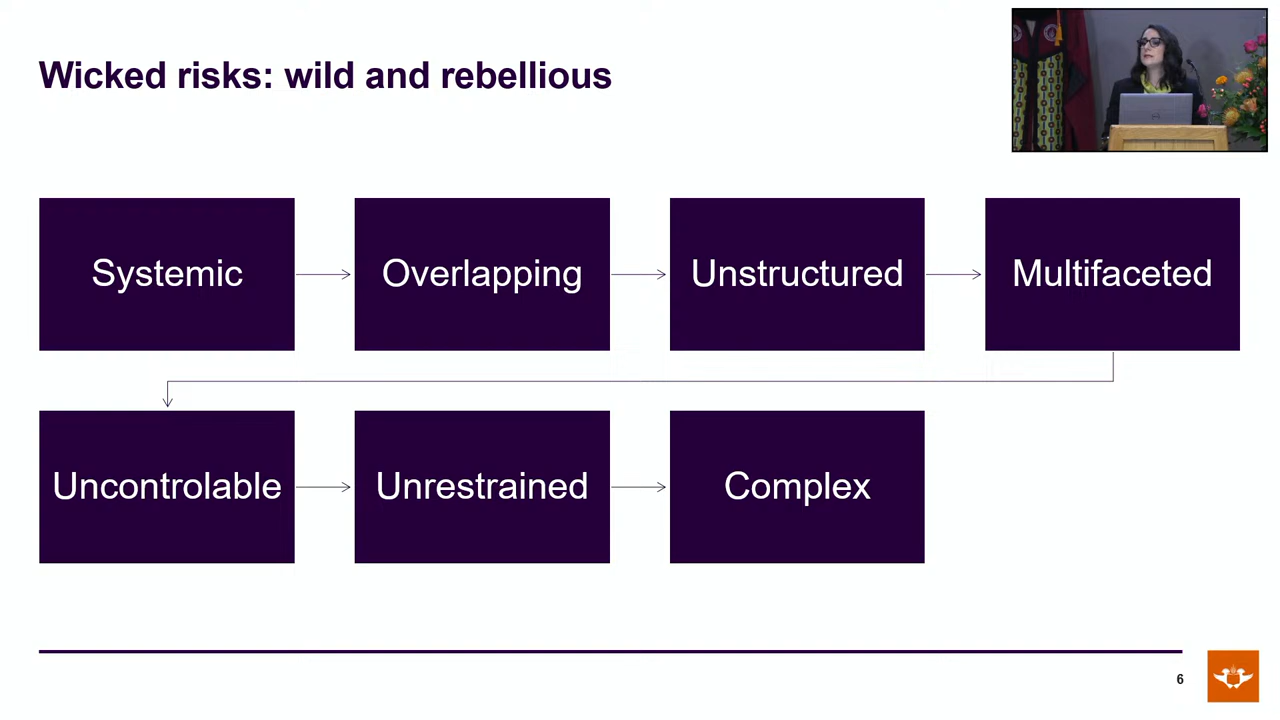 Wicked risks: wild and rebellious
Systemic
Overlapping
Unstructured
Multifaceted
Uncontrolable
Unrestrained
Complex
6